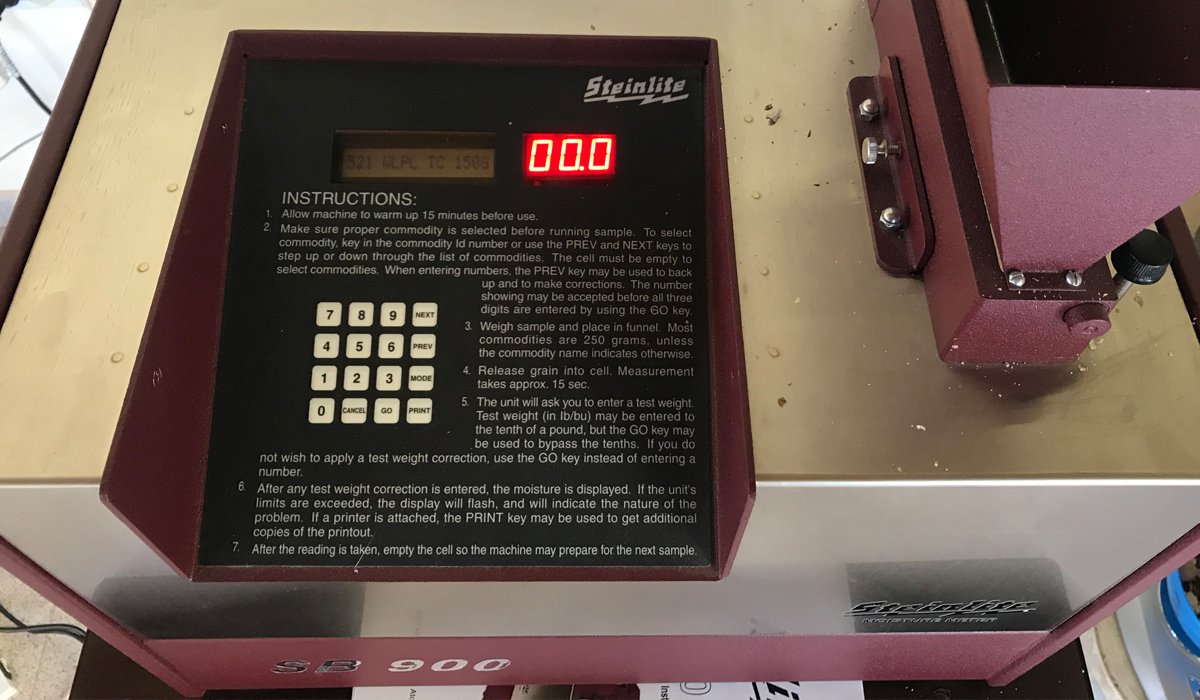 Steinlite
521 WLPL TC 150G
00.0
INSTRUCTIONS:
1. Allow machine to warm up 15 minutes before use.
2. Make sure proper commodity is selected before running sample. To select
commodity, key in the commodity Id number or use the PREV and NEXT keys to
step up or down through the list of commodities. The cell must be empty to
select commodities. When entering numbers, the PREV key may be used to back
up and to make corrections. The number
showing may be accepted before all three
digits are entered by using the GO key.
3. Weigh sample and place in funnel. Most
commodities are 250 grams, unless
the commodity name indicates otherwise.
4. Release grain into cell. Measurement
takes approx. 15 sec.
5. The unit will ask you to enter a test weight.
Test weight (in lb/bu) may be entered to
the tenth of a pound, but the GO key may
be used to bypass the tenths. If you do
not wish to apply a test weight correction, use the GO key instead of entering a
number.
6. After any test weight correction is entered, the moisture is displayed. If the unit's
limits are exceeded, the display will flash, and will indicate the nature of the
problem. If a printer is attached, the PRINT key may be used to get additional
copies of the printout.
7. After the reading is taken, empty the cell so the machine may prepare for the next sample.
7 8 9 NEXT
4 5 6 PREV
1 2 3 MODE
0 CANCEL GO PRINT
Steinlite
MOISTURE METER
SB 900